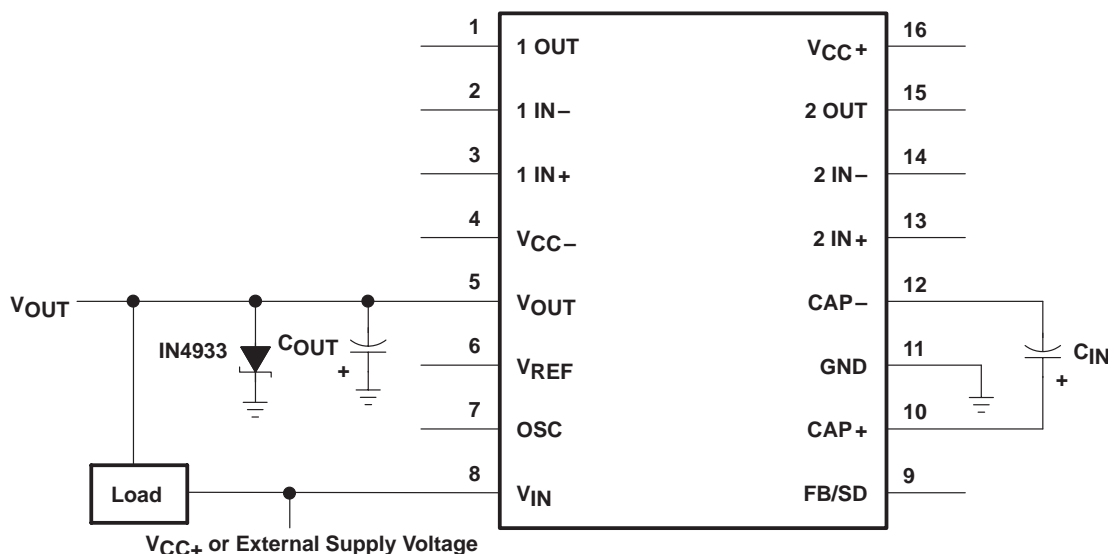 1
1 OUT
VCC+
16
2
1 IN−
2 OUT
15
3
1 IN+
2 IN−
14
4
VCC−
2 IN+
13
VOUT
5
VOUT
CAP−
12
IN4933
COUT
+
6
VREF
GND
11
CIN
+
7
OSC
CAP+
10
Load
8
VIN
FB/SD
9
VCC+ or External Supply Voltage